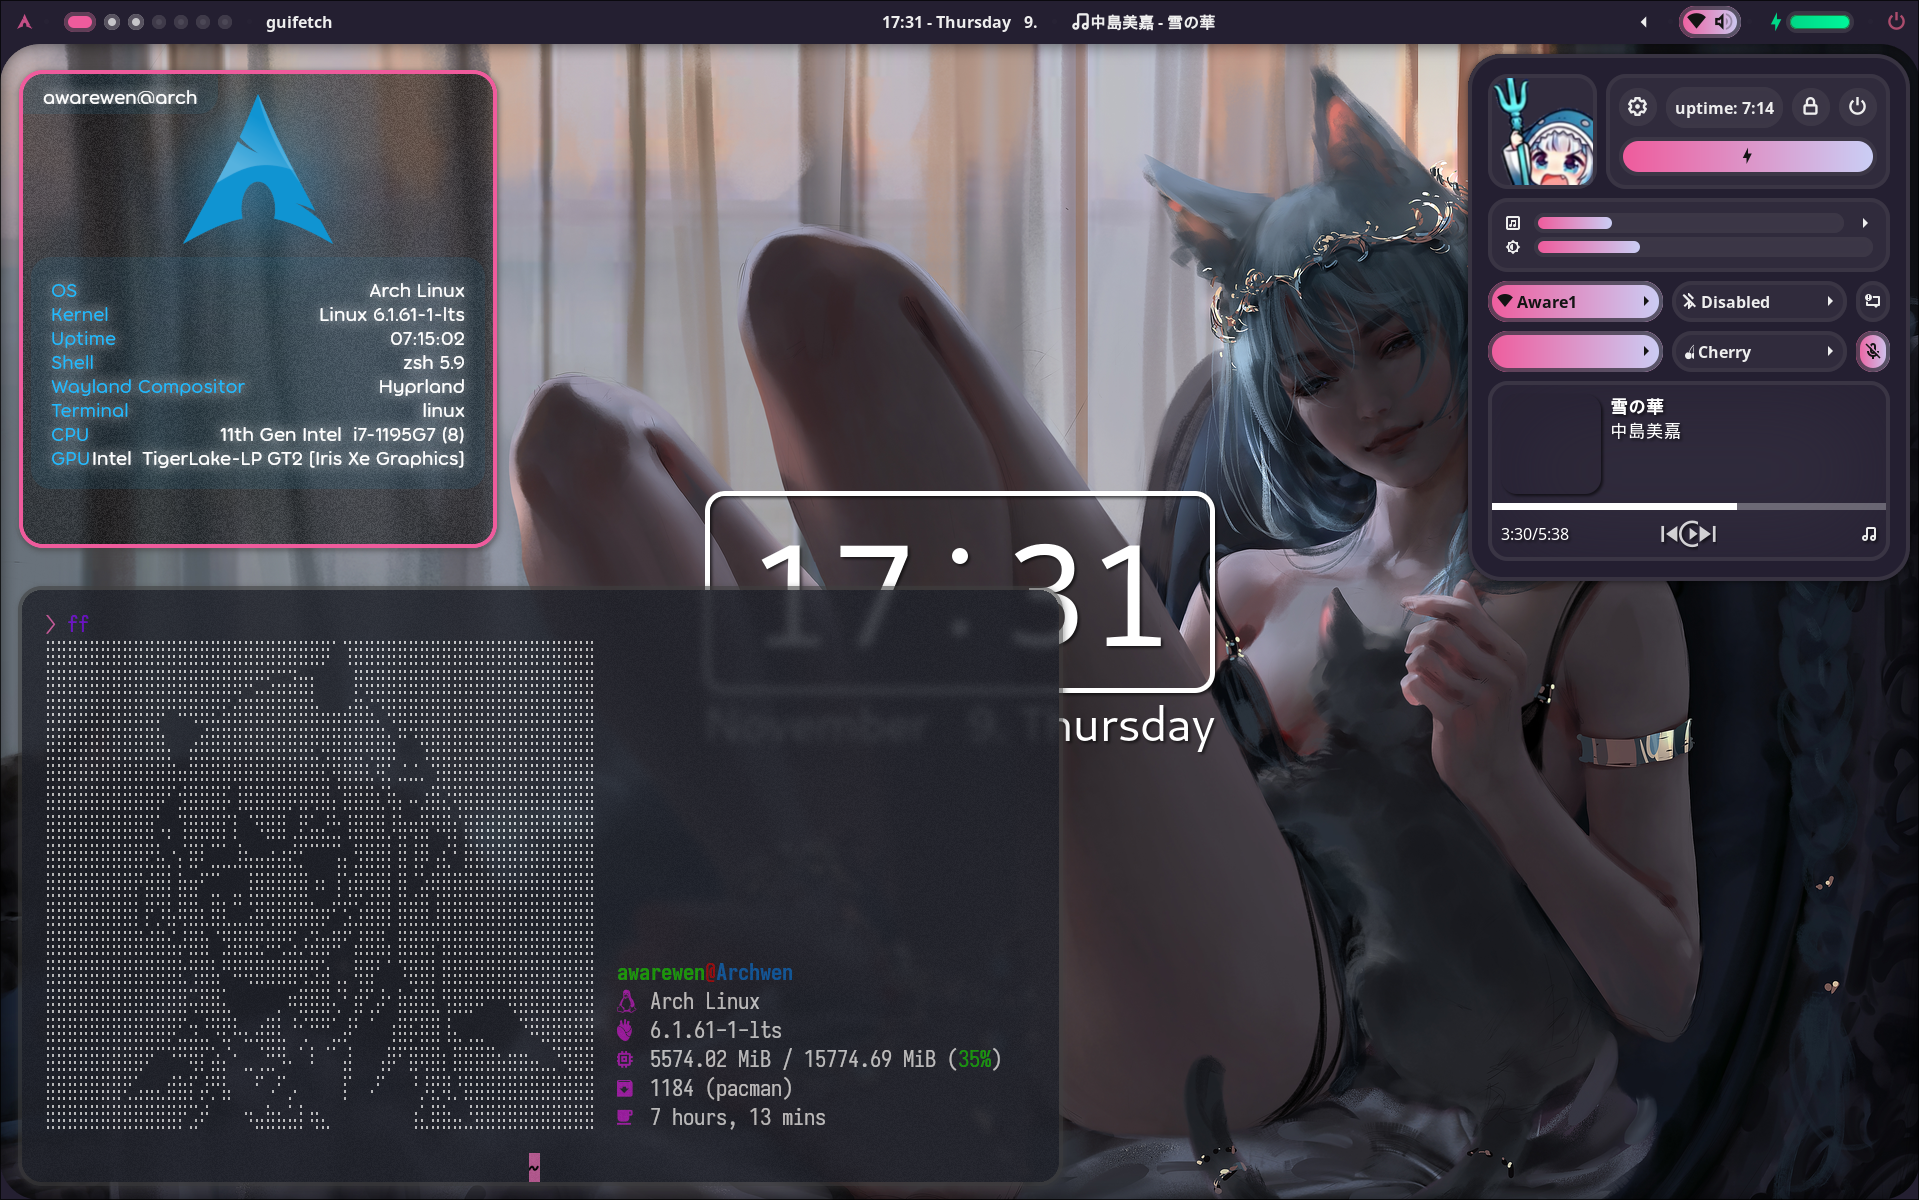 guifetch
17:31 - Thursday 9.
中島美嘉 - 雪の華
awarewen@arch
OS Arch Linux
Kernel Linux 6.1.61-1-lts
Uptime 07:15:02
Shell zsh 5.9
Wayland Compositor Hyprland
Terminal linux
CPU 11th Gen Intel i7-1195G7 (8)
GPU Intel TigerLake-LP GT2 [Iris Xe Graphics]
uptime: 7:14
Aware1
Disabled
Cherry
雪の華
中島美嘉
3:30/5:38
17:31
November 9. Thursday
❯ ff
awarewen@Archwen
Arch Linux
6.1.61-1-lts
5574.02 MiB / 15774.69 MiB (35%)
1184 (pacman)
7 hours, 13 mins
~